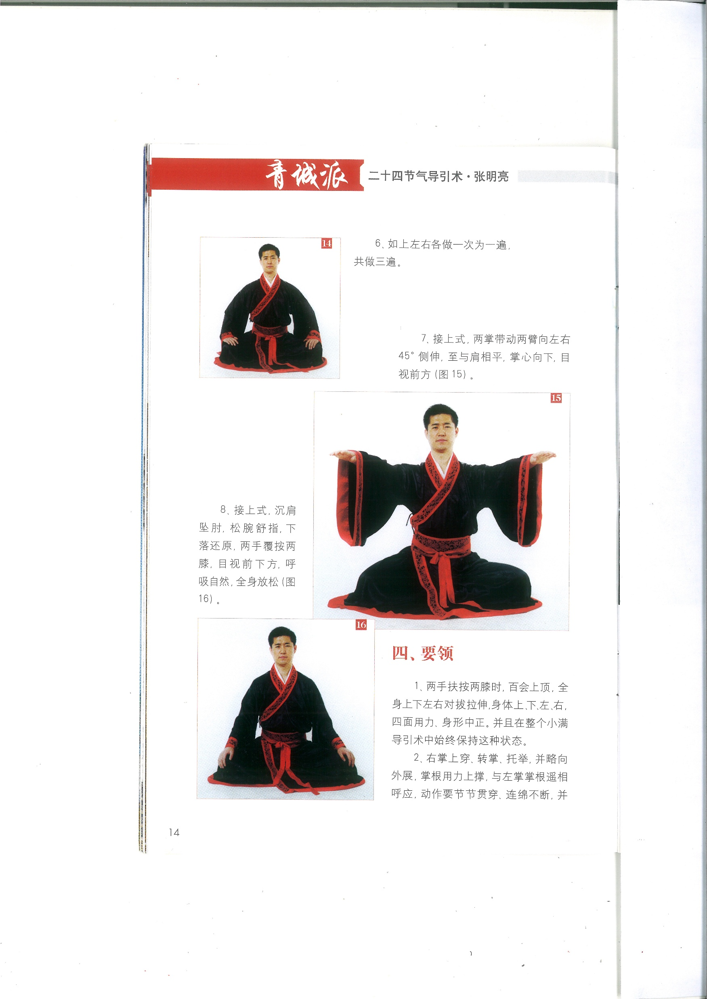 青城派
二十四节气导引术·张明亮
14
6、如上左右各做一次为一遍,
共做三遍。
7、接上式,两掌带动两臂向左右
45°侧伸,至与肩相平,掌心向下,目
视前方(图15)。
15
8、接上式,沉肩
坠肘,松腕舒指,下
落还原,两手覆按两
膝,目视前下方,呼
吸自然,全身放松(图
16)。
16
四、要领
1、两手扶按两膝时,百会上顶,全
身上下左右对拔拉伸,身体上、下、左、右,
四面用力、身形中正。并且在整个小满
导引术中始终保持这种状态。
2、右掌上穿、转掌、托举,并略向
外展,掌根用力上撑,与左掌掌根遥相
呼应,动作要节节贯穿、连绵不断,并
14